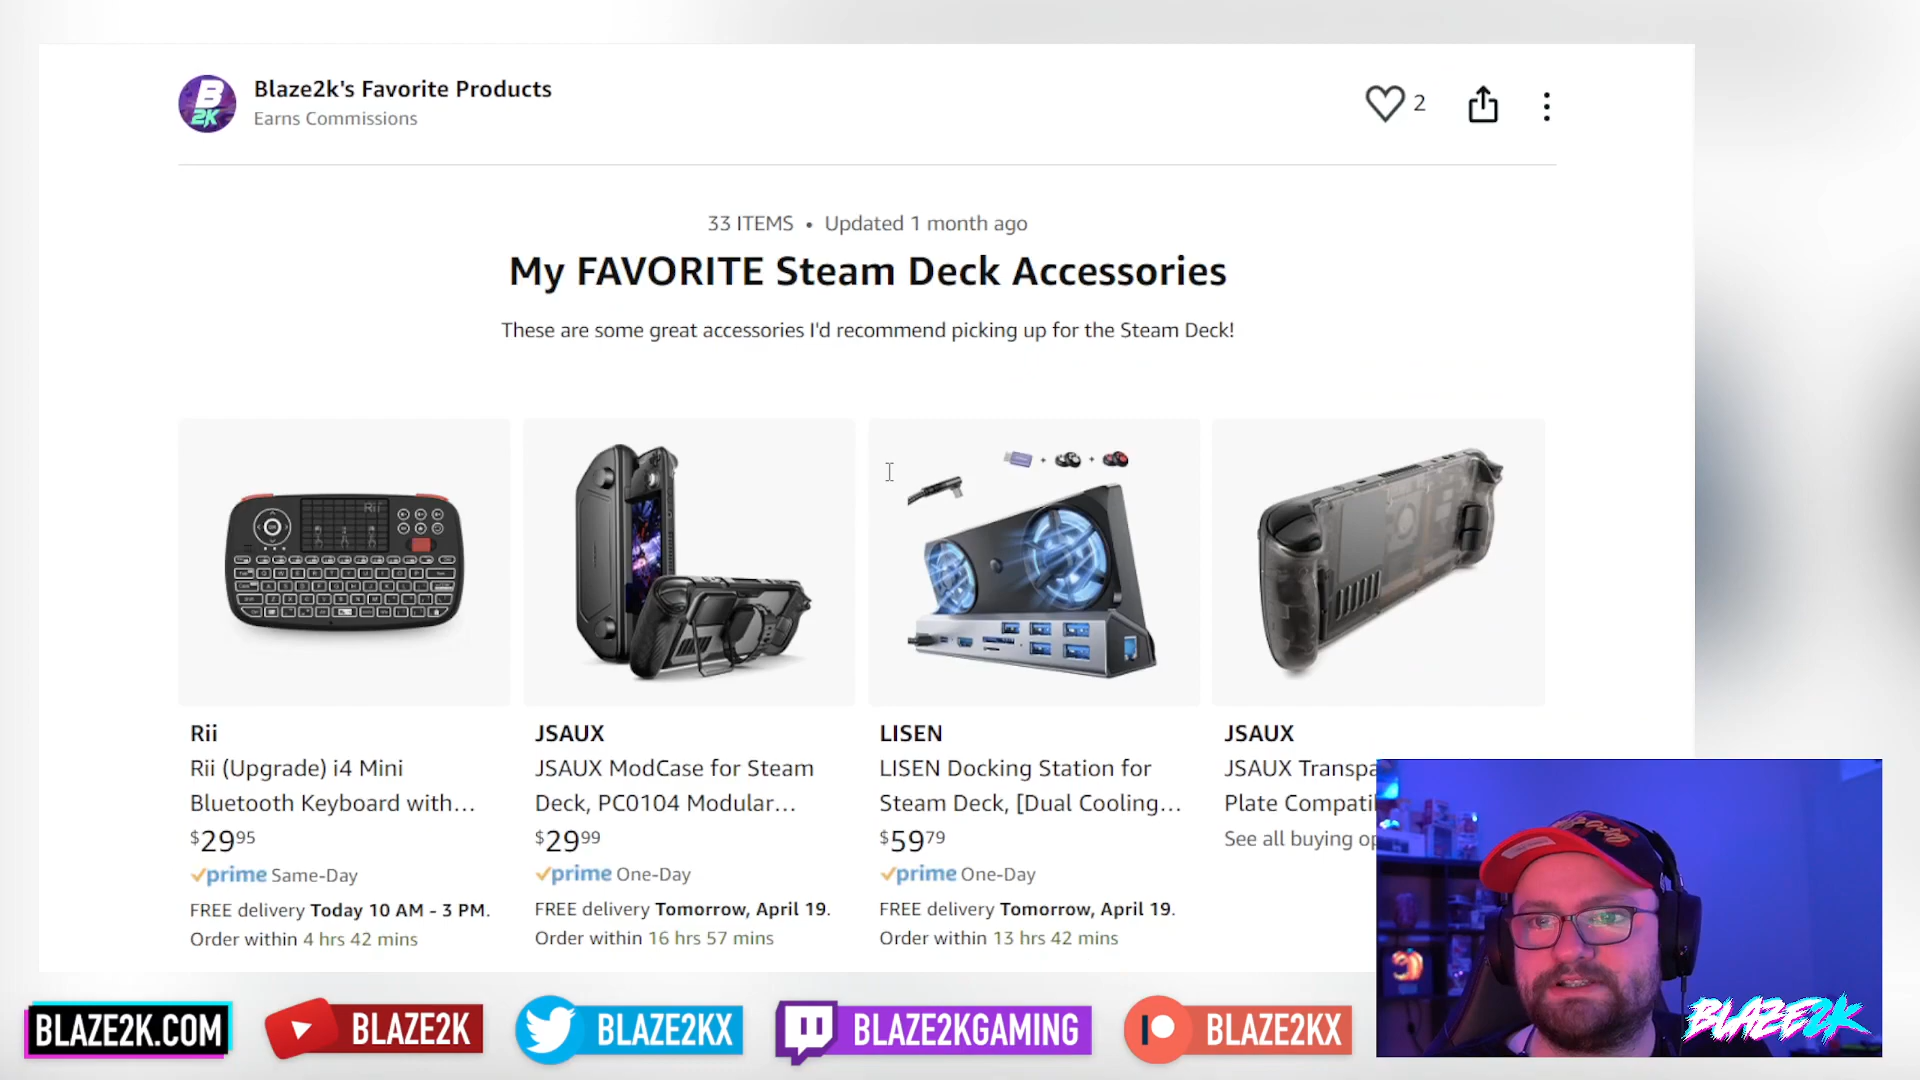 B
2K
Blaze2k's Favorite Products
Earns Commissions
2
33 ITEMS • Updated 1 month ago
My FAVORITE Steam Deck Accessories
These are some great accessories I'd recommend picking up for the Steam Deck!
Rii
Rii
Rii (Upgrade) i4 Mini
Bluetooth Keyboard with...
$2995
prime Same-Day
FREE delivery Today 10 AM - 3 PM.
Order within 4 hrs 42 mins
JSAUX
JSAUX ModCase for Steam
Deck, PC0104 Modular...
$29.99
prime One-Day
FREE delivery Tomorrow, April 19.
Order within 16 hrs 57 mins
LISEN
LISEN Docking Station for
Steam Deck, [Dual Cooling...
$59.79
prime One-Day
FREE delivery Tomorrow, April 19.
Order within 13 hrs 42 mins
JSAUX
JSAUX Transpa
Plate Compati
See all buying op
BLAZE2K.COM
BLAZE2K
BLAZE2KX
BLAZE2KGAMING
BLAZE2KX
BLAZE2K